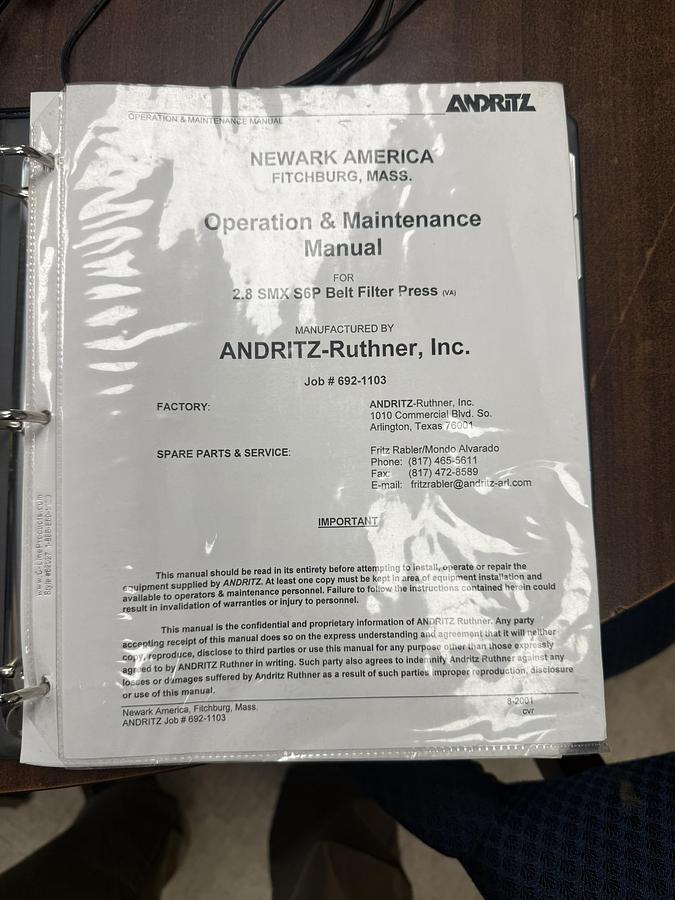 ANDRITZ
OPERATION & MAINTENANCE MANUAL
NEWARK AMERICA
FITCHBURG, MASS.
Operation & Maintenance
Manual
FOR
2.8 SMX S6P Belt Filter Press (VA)
MANUFACTURED BY
ANDRITZ-Ruthner, Inc.
Job # 692-1103
FACTORY:
ANDRITZ-Ruthner, Inc.
1010 Commercial Blvd. So.
Arlington, Texas 76001
SPARE PARTS & SERVICE:
Fritz Rabler/Mondo Alvarado
Phone: (817) 465-5611
Fax: (817) 472-8589
E-mail: fritzrabler@andritz-arl.com
IMPORTANT
This manual should be read in its entirety before attempting to install, operate or repair the
equipment supplied by ANDRITZ. At least one copy must be kept in area of equipment installation and
available to operators & maintenance personnel. Failure to follow the instructions contained herein could
result in invalidation of warranties or injury to personnel.
This manual is the confidential and proprietary information of ANDRITZ Ruthner. Any party
accepting receipt of this manual does so on the express understanding and agreement that it will neither
copy, reproduce, disclose to third parties or use this manual for any purpose other than those expressly
agreed to by ANDRITZ Ruthner in writing. Such party also agrees to indemnify Andritz Ruthner against any
losses or damages suffered by Andritz Ruthner as a result of such parties improper reproduction, disclosure
or use of this manual.
Newark America, Fitchburg, Mass.
ANDRITZ Job # 692-1103
8-2001
cvr